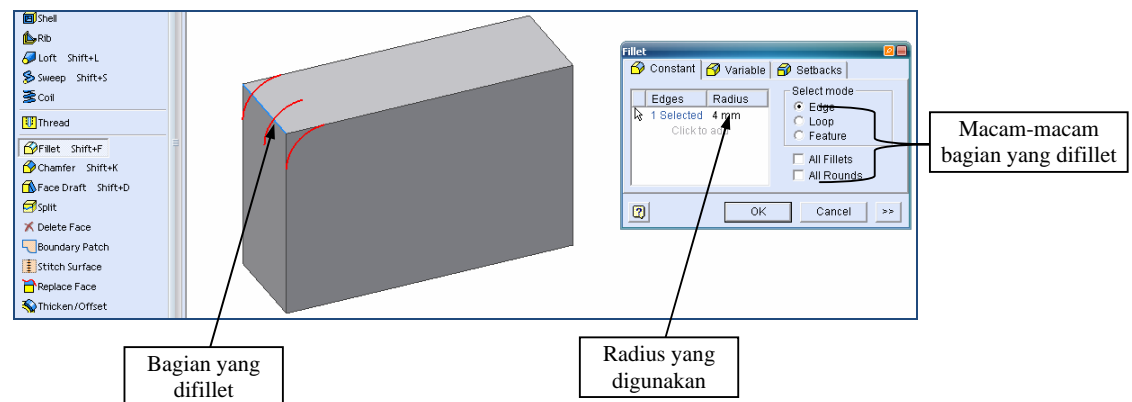 Shell
Rib
Loft Shift+L
Sweep Shift+S
Coil
Thread
Fillet Shift+F
Chamfer Shift+K
Face Draft Shift+D
Split
Delete Face
Boundary Patch
Stitch Surface
Replace Face
Thicken/Offset
Fillet
Constant Variable Setbacks
Edges Radius
1 Selected 4 mm
Click to add
Select mode
Edge
Loop
Feature
All Fillets
All Rounds
? OK Cancel >>
Macam-macam
bagian yang difillet
Bagian yang
difillet
Radius yang
digunakan